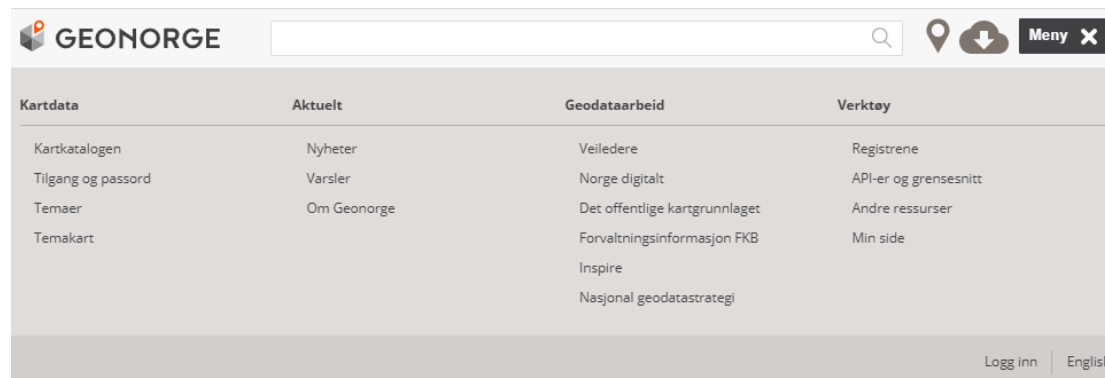 GEONORGE
Meny
Kartdata
Kartkatalogen
Tilgang og passord
Temaer
Temakart
Aktuelt
Nyheter
Varsler
Om Geonorge
Geodataarbeid
Veiledere
Norge digitalt
Det offentlige kartgrunnlaget
Forvaltningsinformasjon FKB
Inspire
Nasjonal geodatastrategi
Verktøy
Registrene
API-er og grensesnitt
Andre ressurser
Min side
Logg inn